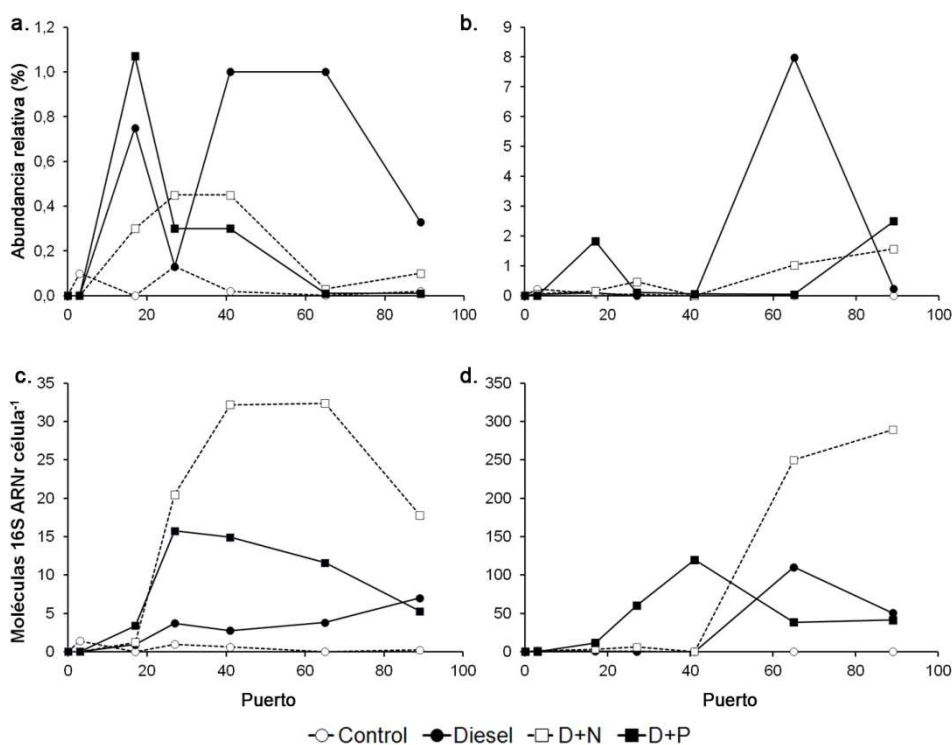 a.
b.
Abundancia relativa (%)
1,2
1,0
0,8
0,6
0,4
0,2
0,0
0 20 40 60 80 100
9
8
7
6
5
4
3
2
1
0
0 20 40 60 80 100
c.
d.
Moléculas 16S ARNr célula⁻¹
35
30
25
20
15
10
5
0
0 20 40 60 80 100
Puerto
350
300
250
200
150
100
50
0
0 20 40 60 80 100
Puerto
Control Diesel D+N D+P